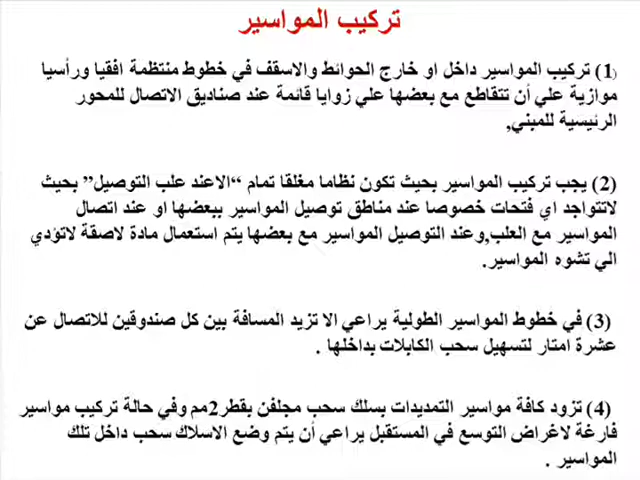 تركيب المواسير
(1) تركيب المواسير داخل او خارج الحوائط والاسقف في خطوط منتظمة افقيا ورأسيا
موازية علي أن تتقاطع مع بعضها علي زوايا قائمة عند صناديق الاتصال للمحور
الرئيسية للمبني,
(2) يجب تركيب المواسير بحيث تكون نظاما مغلقا تمام “الاعند علب التوصيل” بحيث
لاتتواجد اي فتحات خصوصا عند مناطق توصيل المواسير ببعضها او عند اتصال
المواسير مع العلب,وعند التوصيل المواسير مع بعضها يتم استعمال مادة لاصقة لاتؤدي
الي تشوه المواسير.
(3) في خطوط المواسير الطولية يراعي الا تزيد المسافة بين كل صندوقين للاتصال عن
عشرة امتار لتسهيل سحب الكابلات بداخلها .
(4) تزود كافة مواسير التمديدات بسلك سحب مجلفن بقطر2مم وفي حالة تركيب مواسير
فارغة لاغراض التوسع في المستقبل يراعي أن يتم وضع الاسلاك سحب داخل تلك
المواسير .